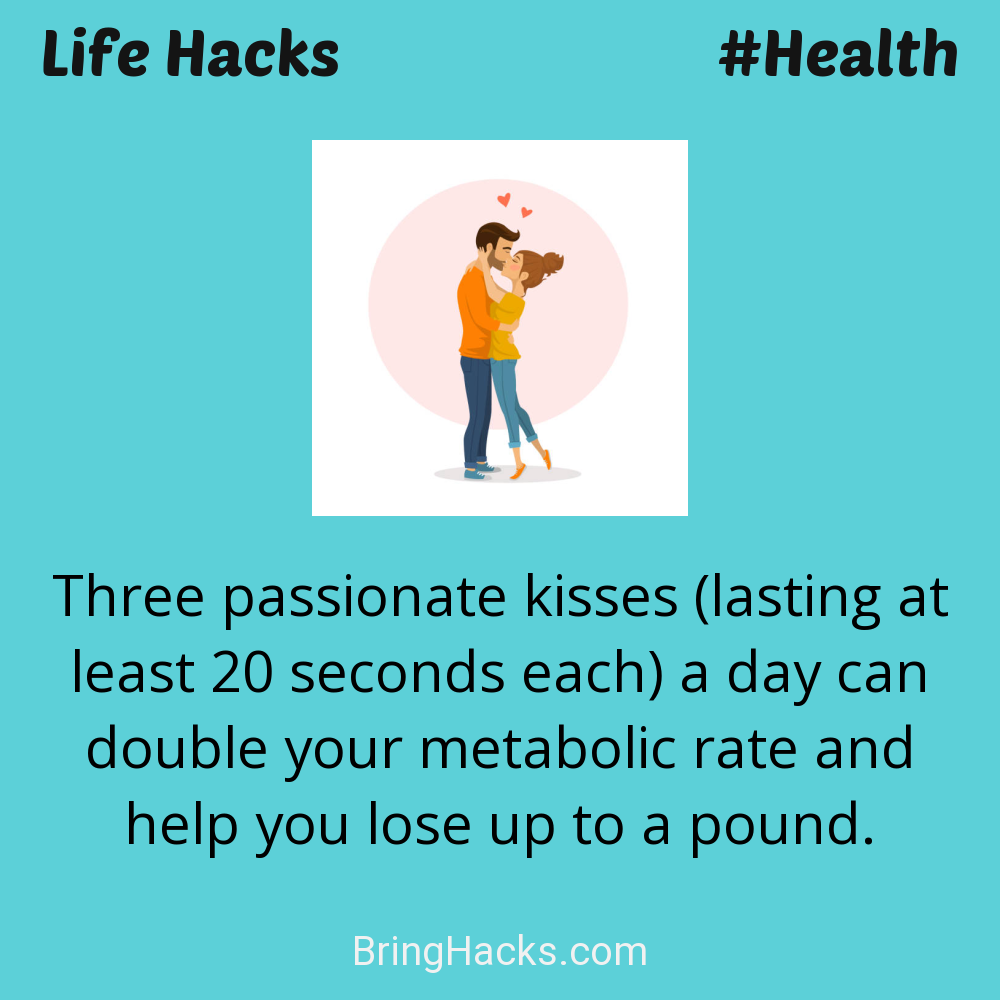 Life Hacks
#Health
Three passionate kisses (lasting at
least 20 seconds each) a day can
double your metabolic rate and
help you lose up to a pound.
BringHacks.com